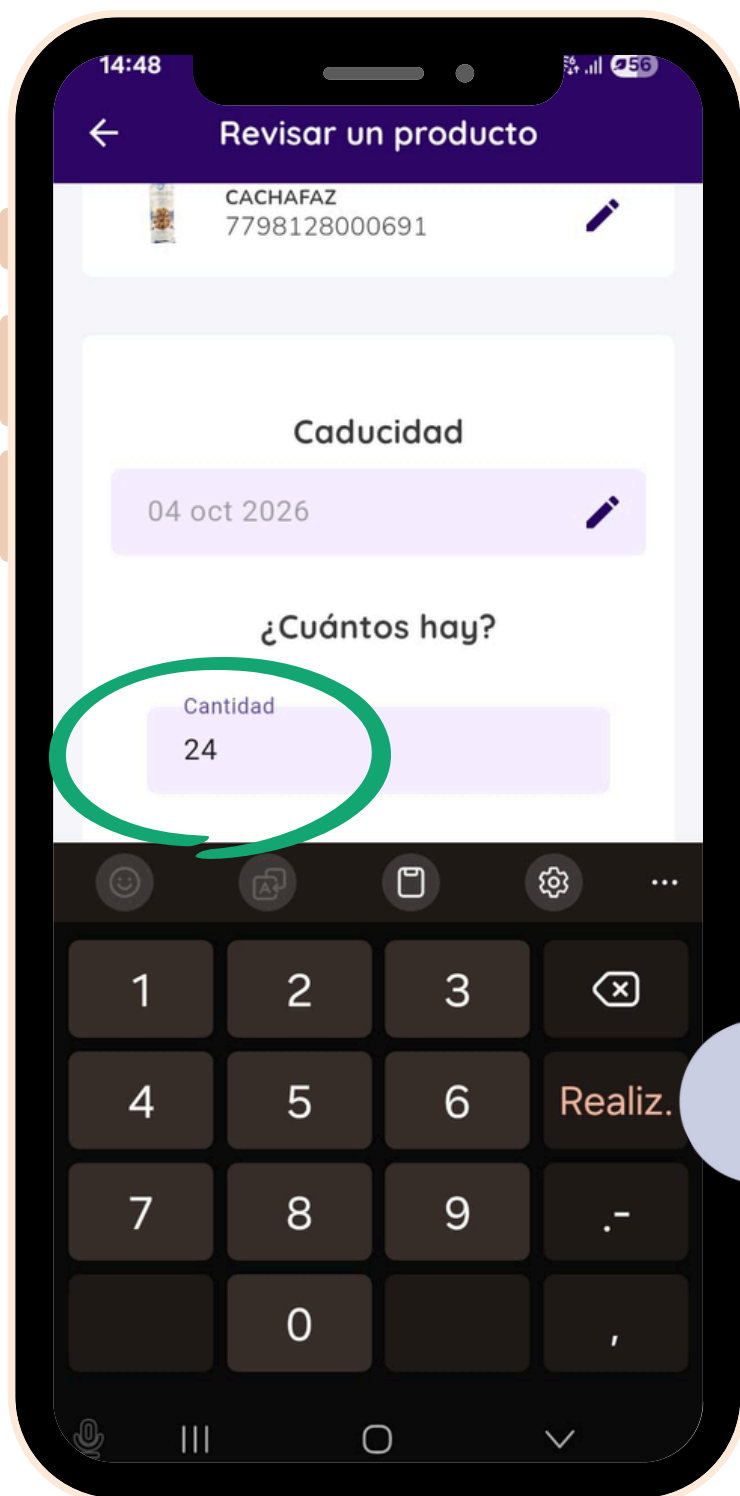 14:48
56
Revisar un producto
CACHAFAZ
7798128000691
Caducidad
04 oct 2026
¿Cuántos hay?
Cantidad
24
1 2 3
4 5 6 Realiz.
7 8 9 .-
0 ,